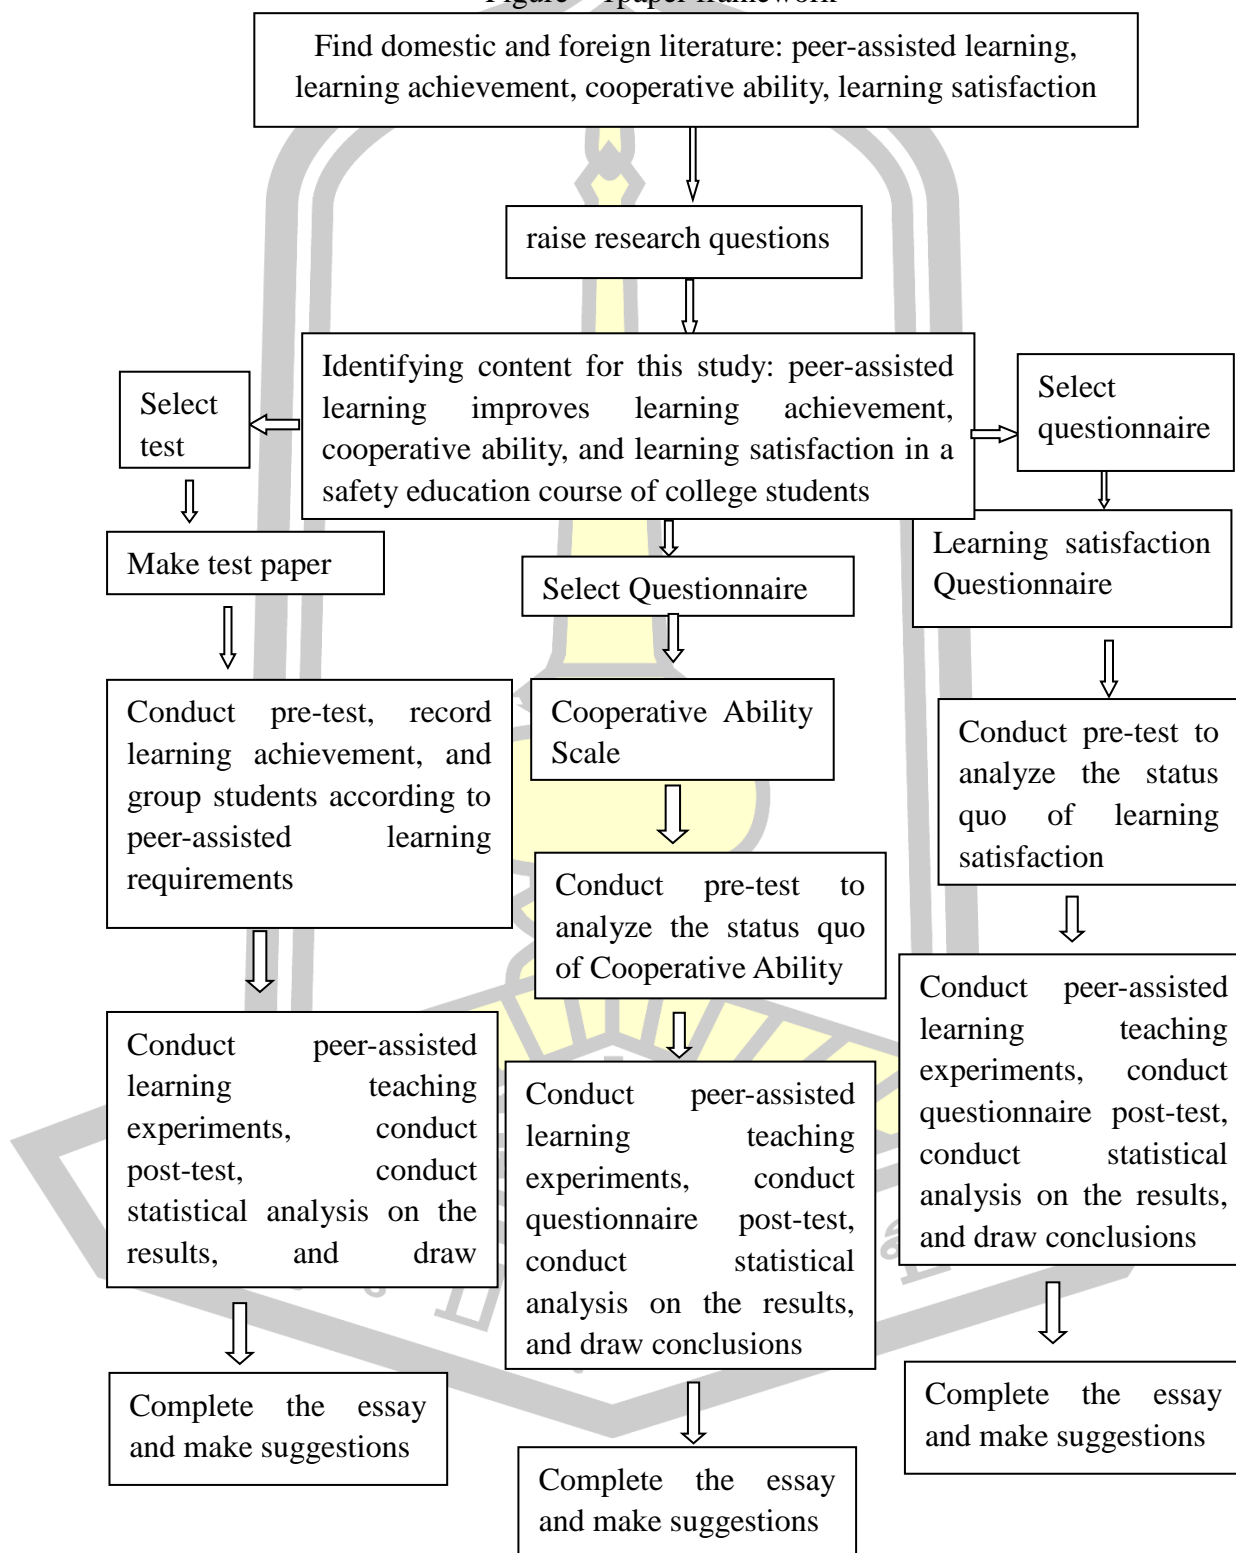 Find domestic and foreign literature: peer-assisted learning,
learning achievement, cooperative ability, learning satisfaction
raise research questions
Identifying content for this study: peer-assisted
learning improves learning achievement,
cooperative ability, and learning satisfaction in a
safety education course of college students
Select
test
Make test paper
Conduct pre-test, record
learning achievement, and
group students according to
peer-assisted learning
requirements
Conduct peer-assisted
learning teaching
experiments, conduct
post-test, conduct
statistical analysis on the
results, and draw
Complete the essay
and make suggestions
Select Questionnaire
Cooperative Ability
Scale
Conduct pre-test to
analyze the status quo
of Cooperative Ability
Conduct peer-assisted
learning teaching
experiments, conduct
questionnaire post-test,
conduct statistical
analysis on the results,
and draw conclusions
Complete the essay
and make suggestions
Select
questionnaire
Learning satisfaction
Questionnaire
Conduct pre-test to
analyze the status
quo of learning
satisfaction
Conduct peer-assisted
learning teaching
experiments, conduct
questionnaire post-test,
conduct statistical
analysis on the results,
and draw conclusions
Complete the essay
and make suggestions